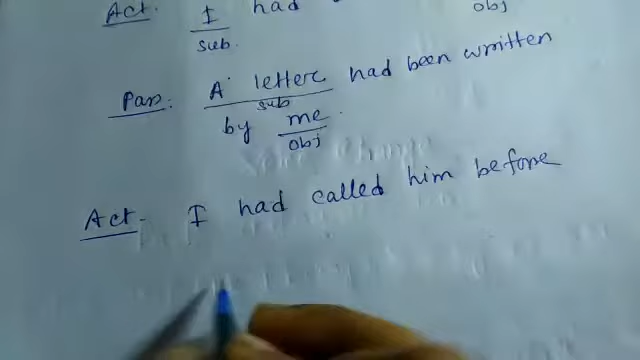 Act. I had
sub. obj
Pas: A letter had been written
sub
by me.
obj
Act- I had called him before